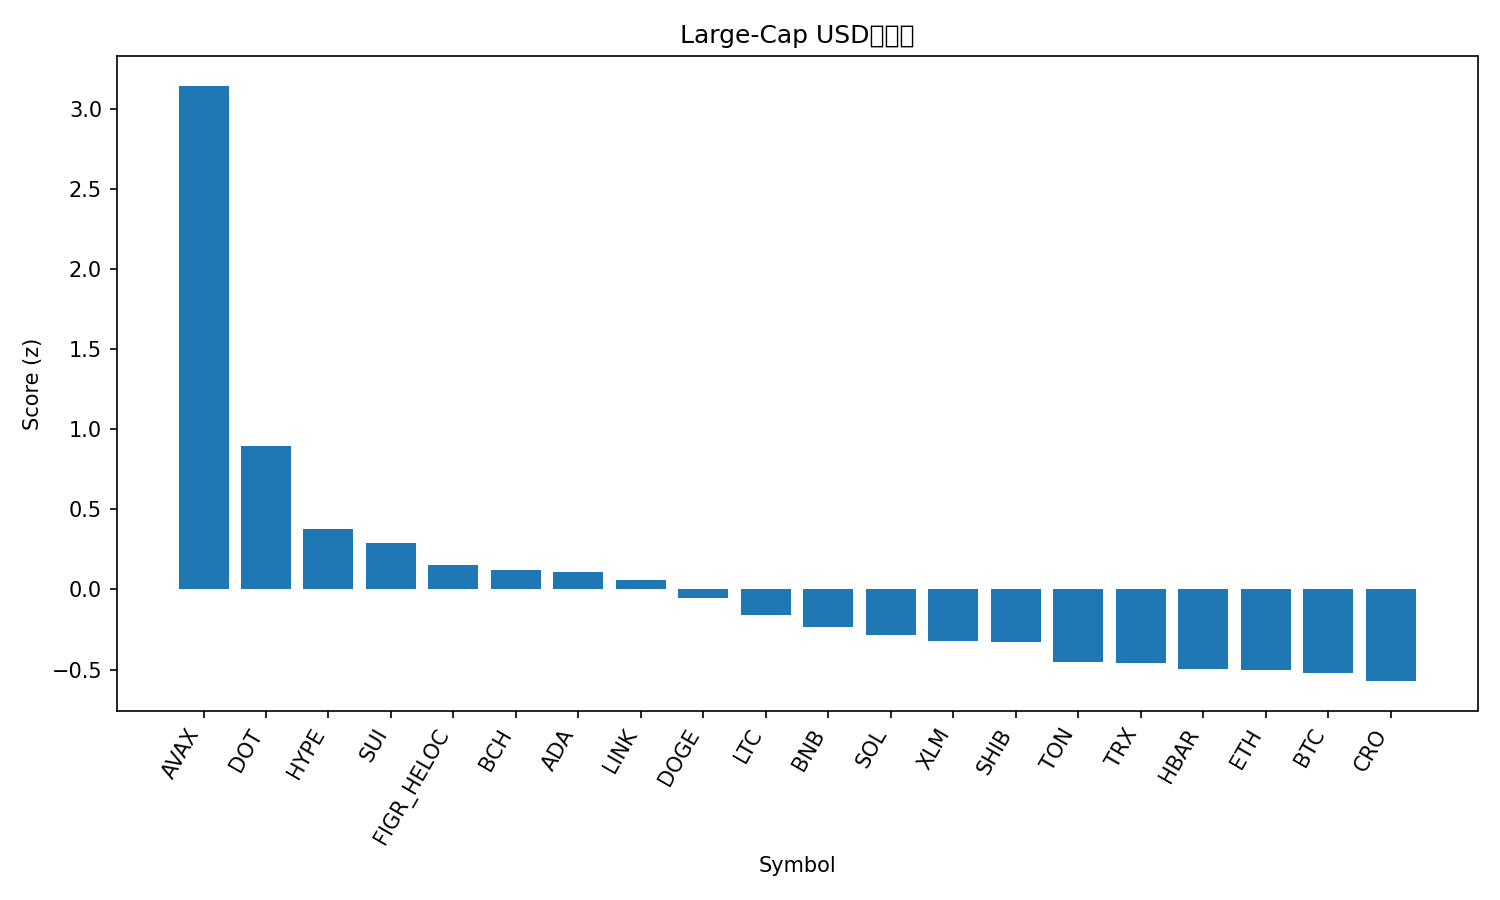 Large-Cap USD
3.0
2.5
2.0
1.5
1.0
0.5
0.0
−0.5
Score (z)
AVAX
DOT
HYPE
SUI
FIGR_HELOC
BCH
ADA
LINK
DOGE
LTC
BNB
SOL
XLM
SHIB
TON
TRX
HBAR
ETH
BTC
CRO
Symbol